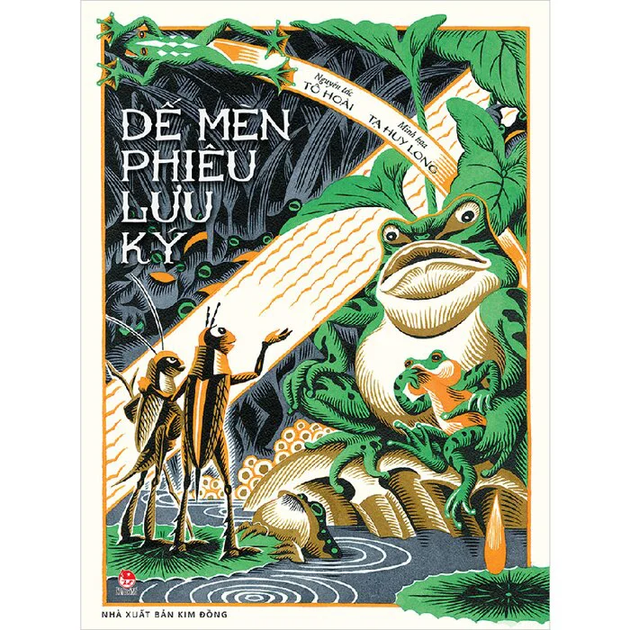 Nguyên tác
TÔ HOÀI
Minh họa
TẠ HUY LONG
DẾ MÈN
PHIÊU
LƯU
KÝ
NHÀ XUẤT BẢN KIM ĐỒNG